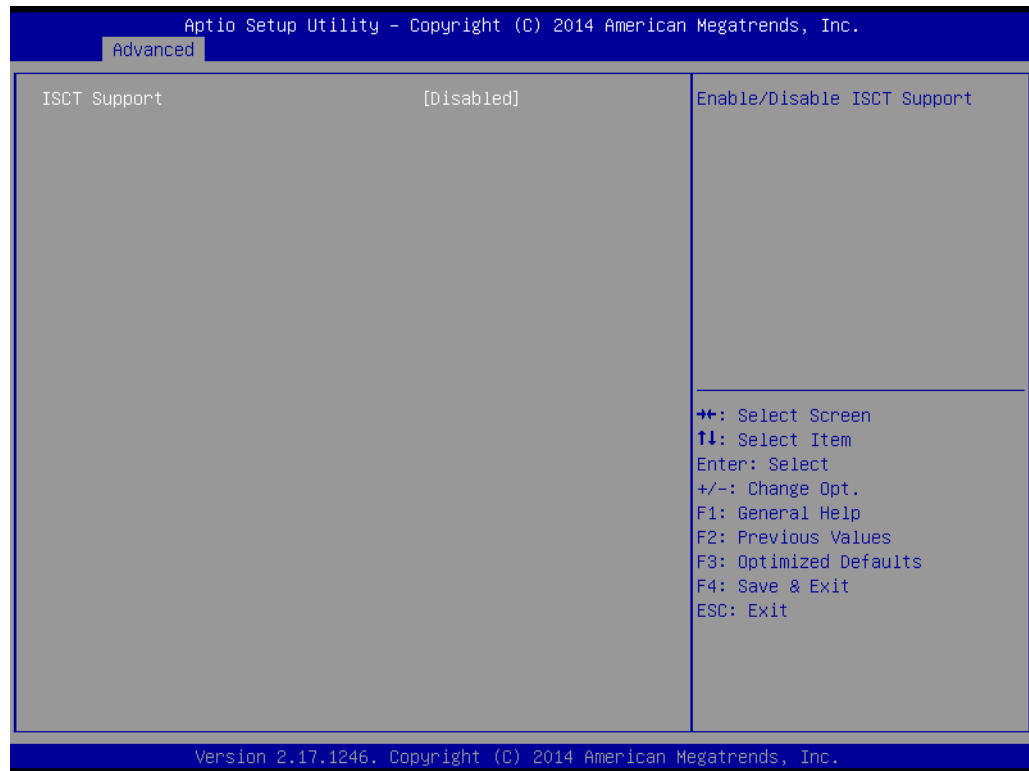 Aptio Setup Utility – Copyright (C) 2014 American Megatrends, Inc.
Advanced
ISCT Support [Disabled]
Enable/Disable ISCT Support
→←: Select Screen
↑↓: Select Item
Enter: Select
+/-: Change Opt.
F1: General Help
F2: Previous Values
F3: Optimized Defaults
F4: Save & Exit
ESC: Exit
Version 2.17.1246. Copyright (C) 2014 American Megatrends, Inc.